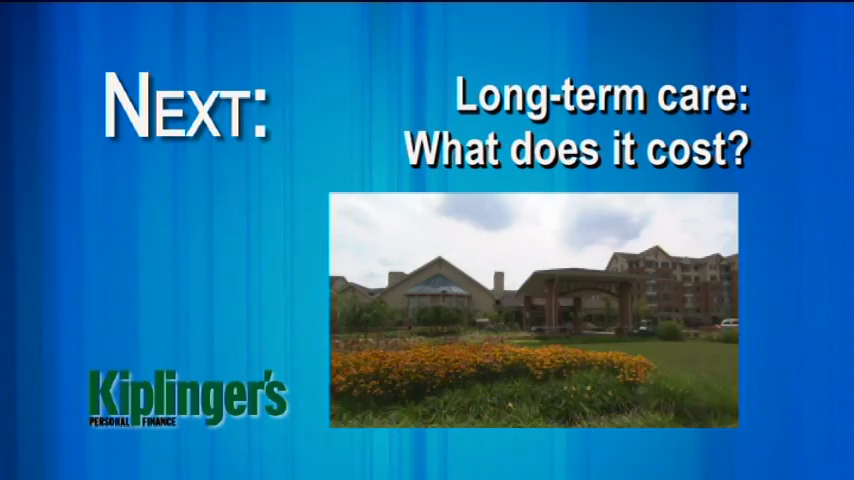 NEXT:
Long-term care:
What does it cost?
Kiplinger's
PERSONAL FINANCE